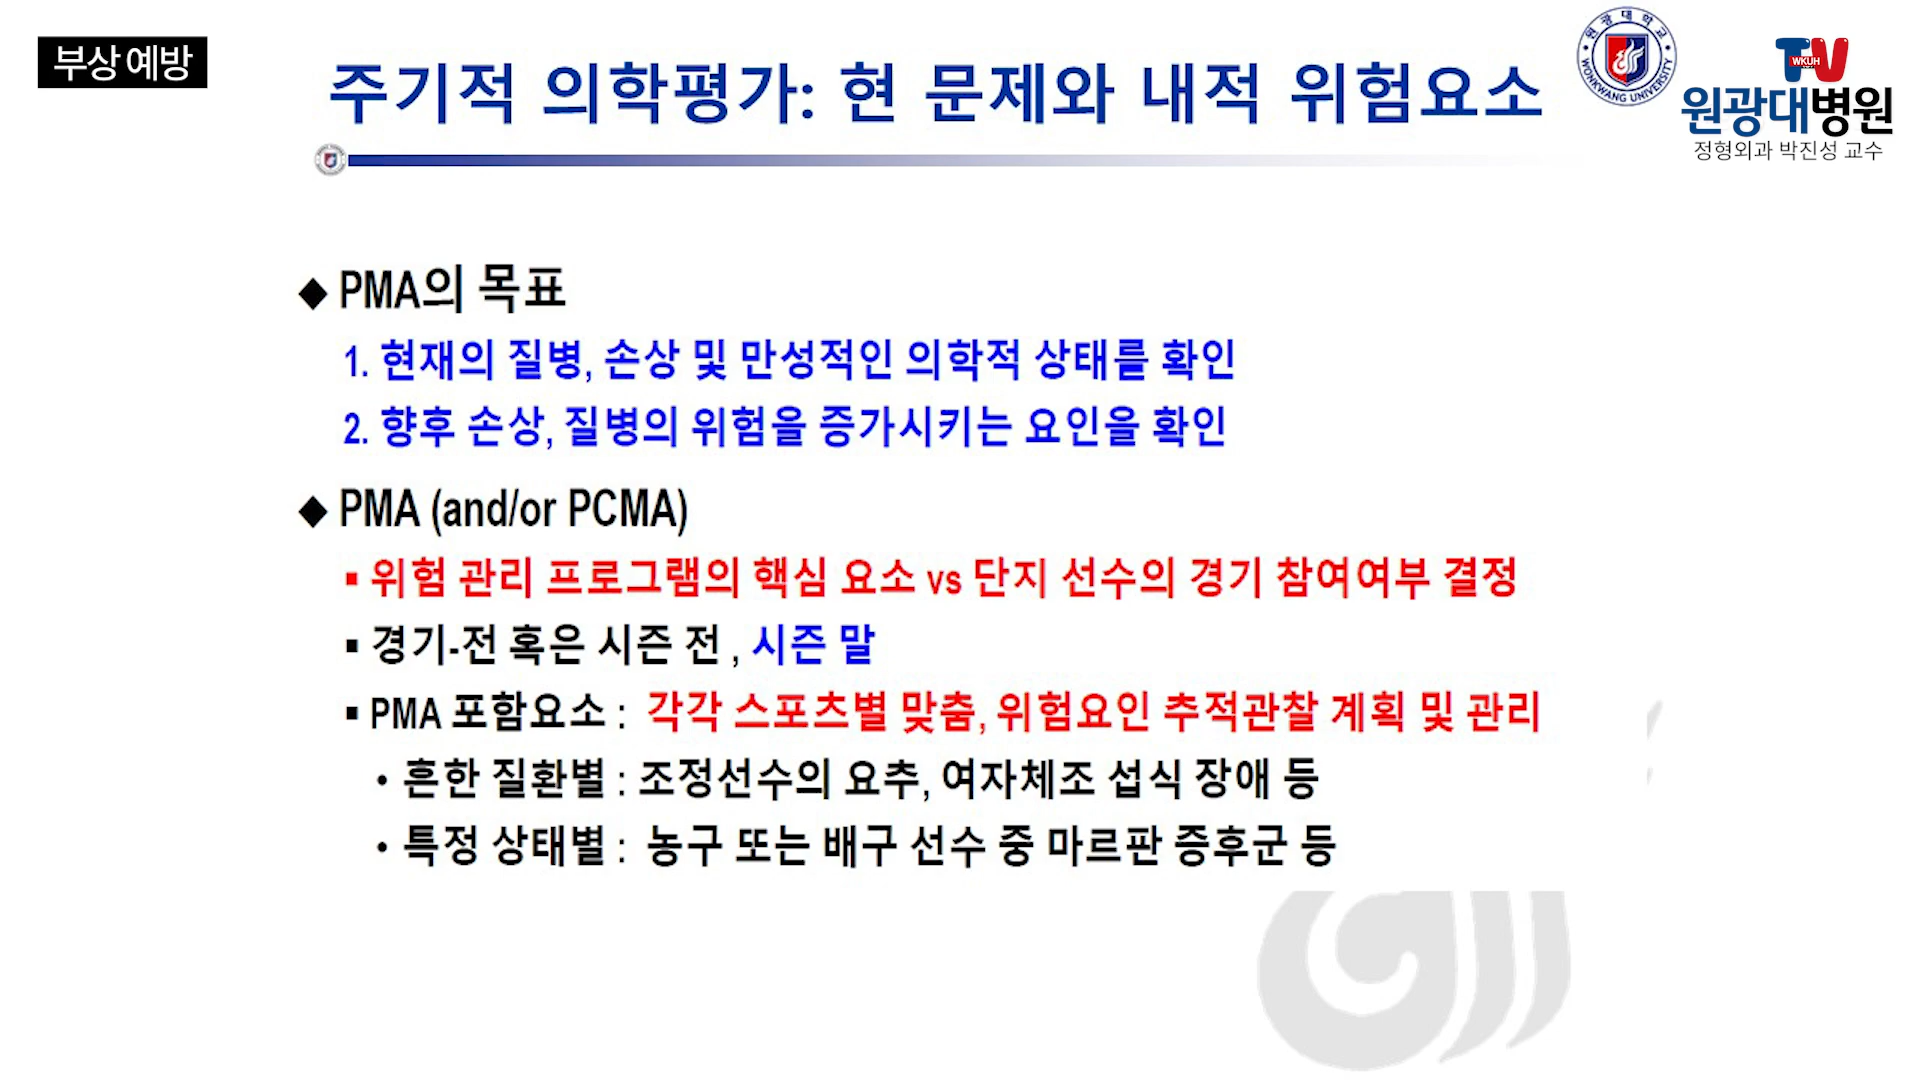 부상 예방
주기적 의학평가: 현 문제와 내적 위험요소
원광대학교
WONKWANG UNIVERSITY
TV
WKUH
원광대병원
정형외과 박진성 교수
◆ PMA의 목표
1. 현재의 질병, 손상 및 만성적인 의학적 상태를 확인
2. 향후 손상, 질병의 위험을 증가시키는 요인을 확인
◆ PMA (and/or PCMA)
▪ 위험 관리 프로그램의 핵심 요소 vs 단지 선수의 경기 참여여부 결정
▪ 경기-전 혹은 시즌 전 , 시즌 말
▪ PMA 포함요소 : 각각 스포츠별 맞춤, 위험요인 추적관찰 계획 및 관리
• 흔한 질환별 : 조정선수의 요추, 여자체조 섭식 장애 등
• 특정 상태별 : 농구 또는 배구 선수 중 마르판 증후군 등